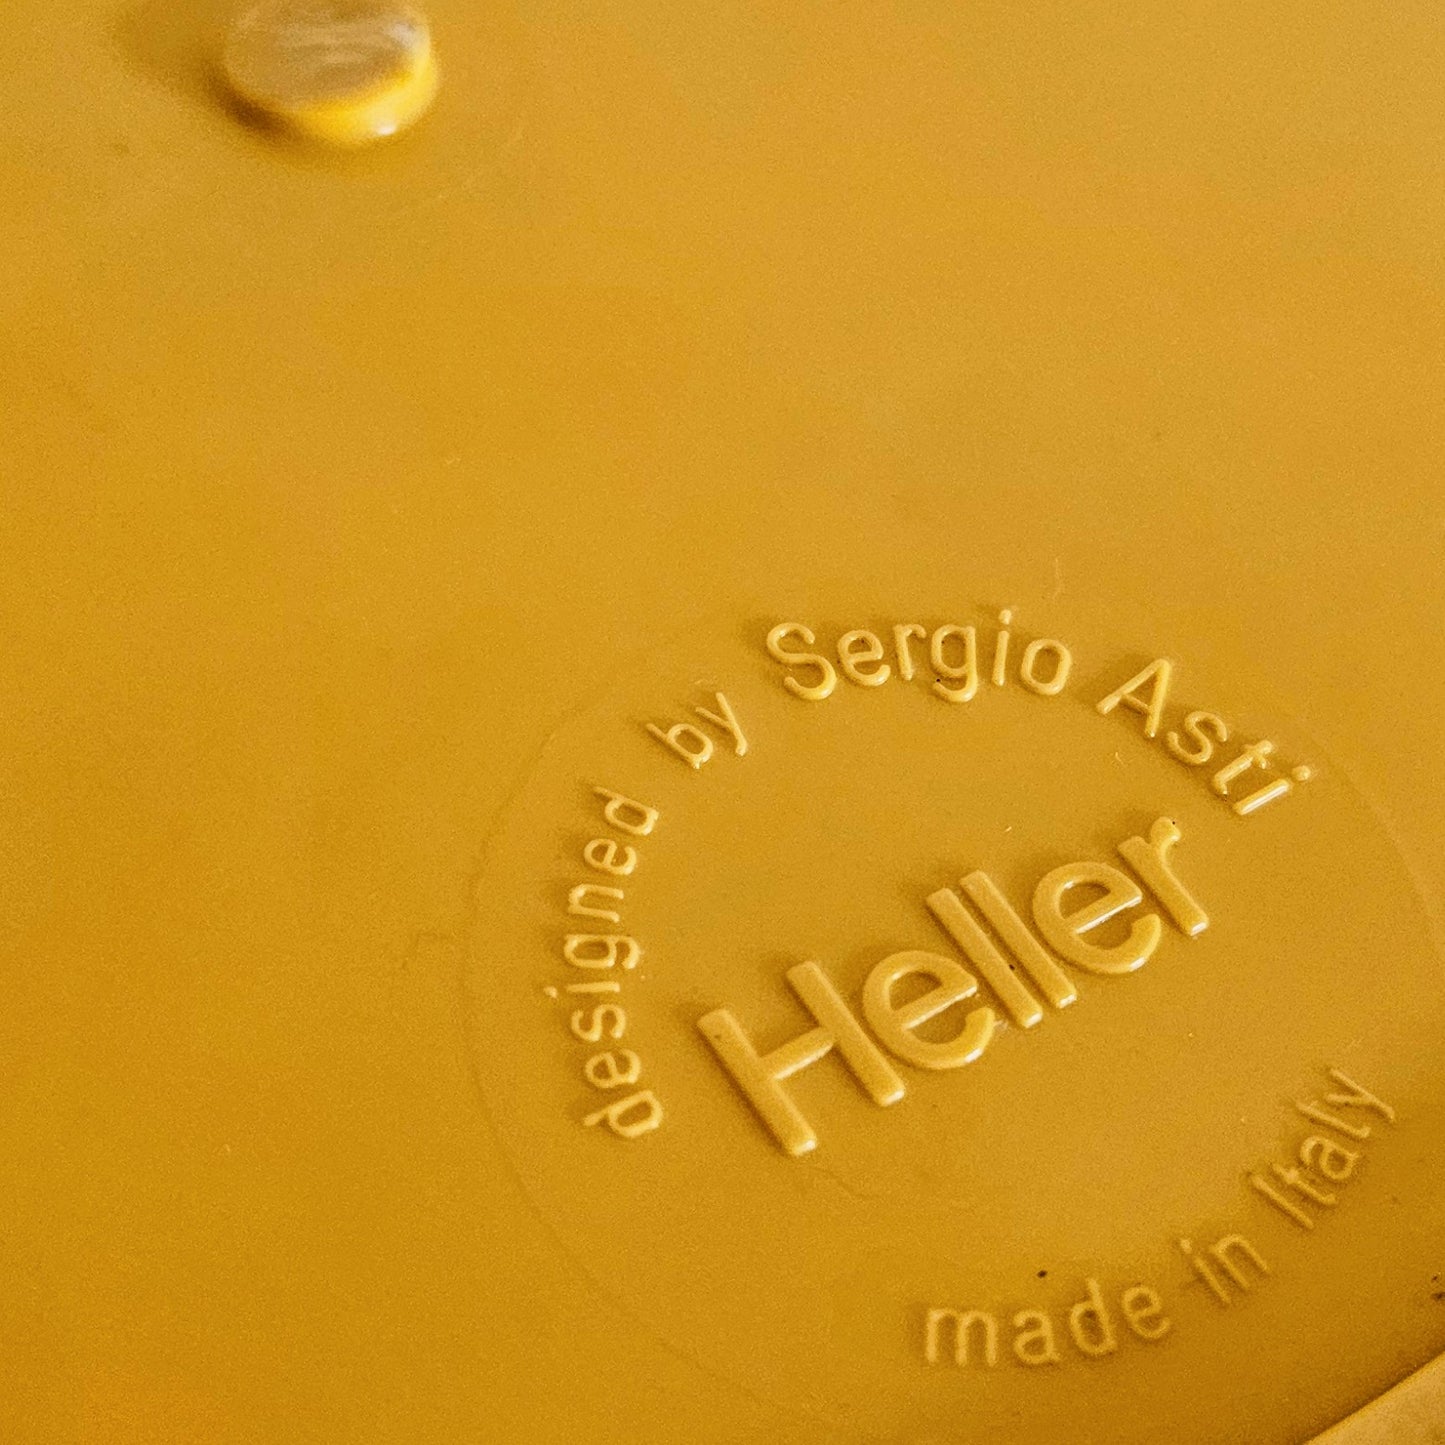 designed by Sergio Asti
Heller
made in Italy